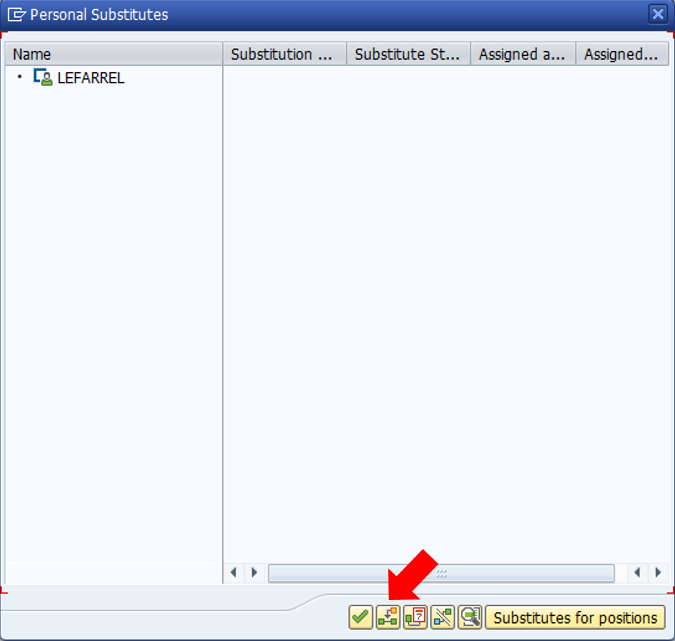 Personal Substitutes
Name Substitution ... Substitute St... Assigned a... Assigned...
LEFARREL
Substitutes for positions